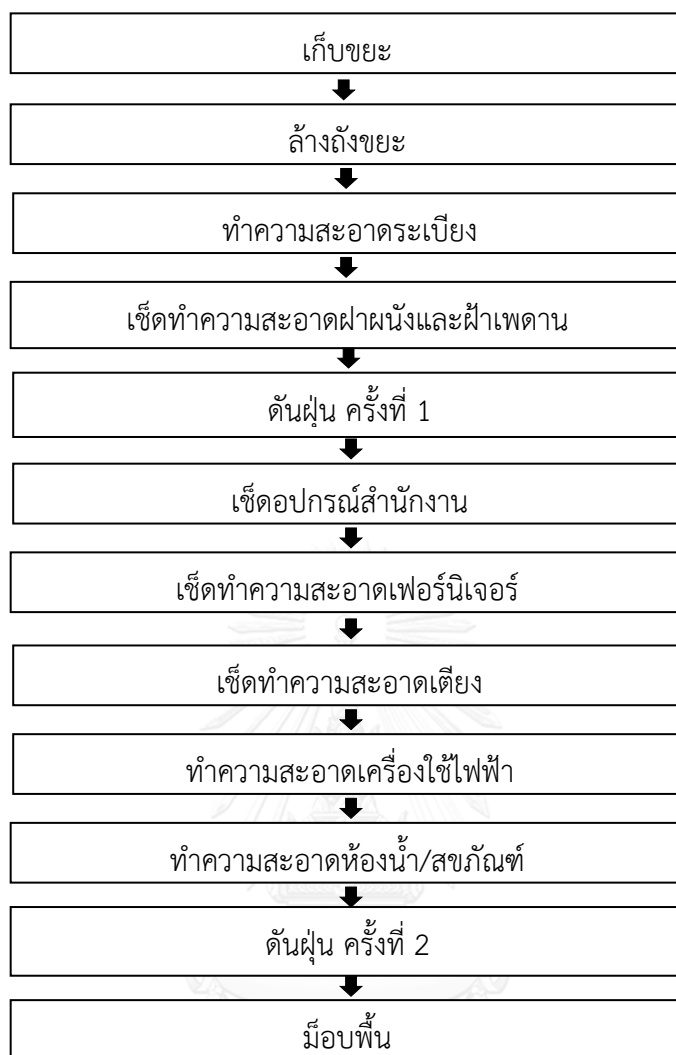 เก็บขยะ
ล้างถังขยะ
ทำความสะอาดระเบียง
เช็ดทำความสะอาดฝาผนังและฝ้าเพดาน
ดันฝุ่น ครั้งที่ 1
เช็ดอปกรณ์สำนักงาน
เช็ดทำความสะอาดเฟอร์นิเจอร์
เช็ดทำความสะอาดเตียง
ทำความสะอาดเครื่องใช้ไฟฟ้า
ทำความสะอาดห้องน้ำ/สขภัณฑ์
ดันฝุ่น ครั้งที่ 2
ม็อบพื้น